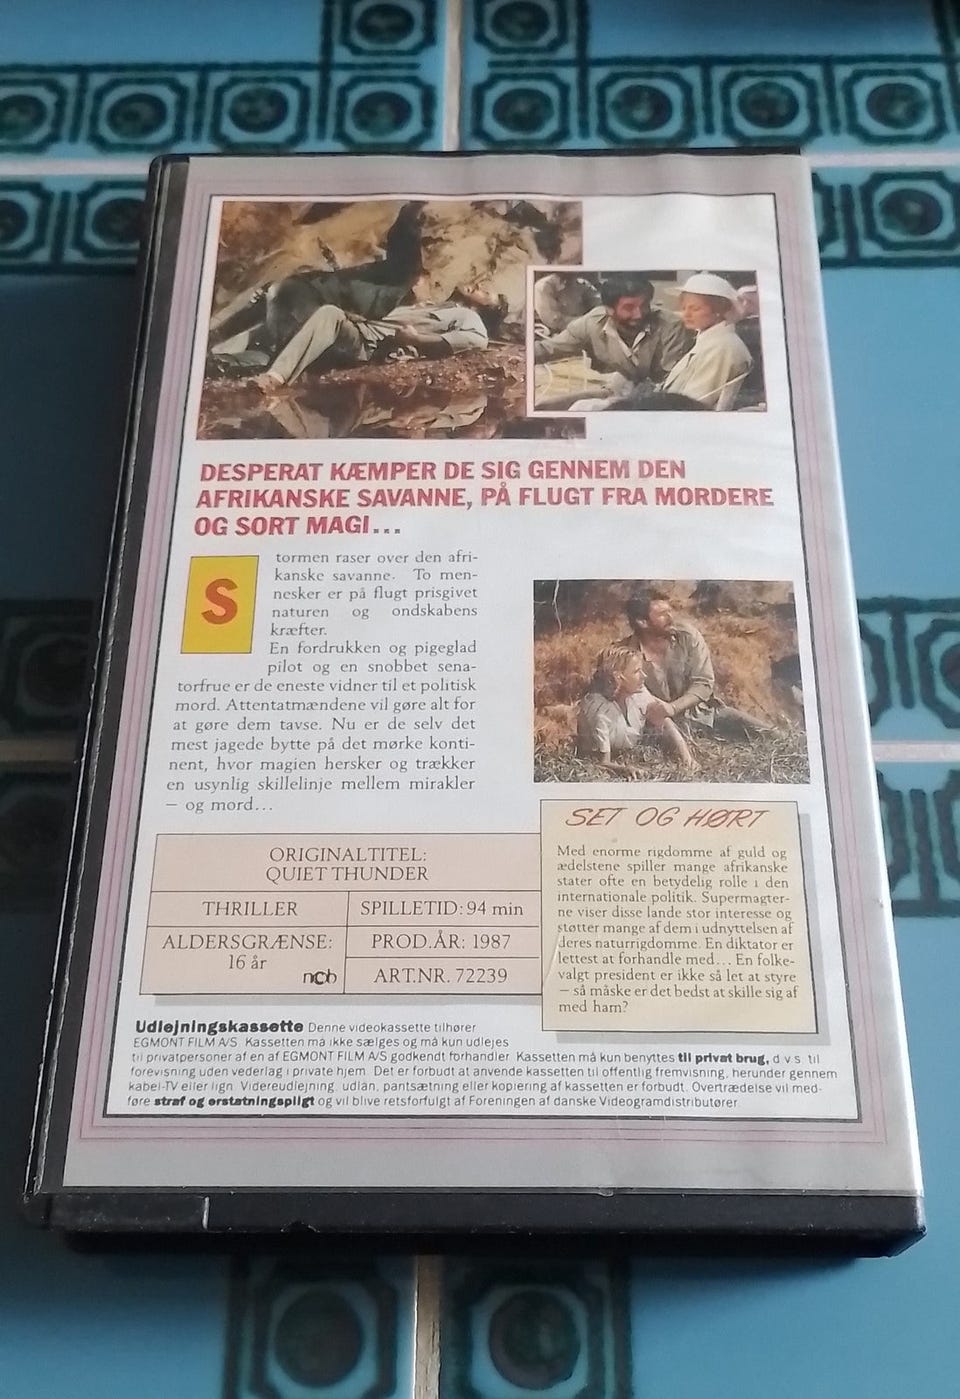 DESPERAT KÆMPER DE SIG GENNEM DEN
AFRIKANSKE SAVANNE, PÅ FLUGT FRA MORDERE
OG SORT MAGI...
Stormen raser over den afri-
kanske savanne. To men-
nesker er på flugt prisgivet
naturen og ondskabens
kræfter.
En fordrukken og pigeglad
pilot og en snobbet sena-
torfrue er de eneste vidner til et politisk
mord. Attentatmændene vil gøre alt for
at gøre dem tavse. Nu er de selv det
mest jagede bytte på det mørke konti-
nent, hvor magien hersker og trækker
en usynlig skillelinje mellem mirakler
– og mord...
ORIGINALTITEL:
QUIET THUNDER
THRILLER
SPILLETID: 94 min
ALDERSGRÆNSE:
16 år
ncb
PROD.ÅR: 1987
ART.NR. 72239
SET OG HØRT
Med enorme rigdomme af guld og
ædelstene spiller mange afrikanske
stater ofte en betydelig rolle i den
internationale politik. Supermagter-
ne viser disse lande stor interesse og
støtter mange af dem i udnyttelsen af
deres naturrigdomme. En diktator er
lettest at forhandle med... En folke-
valgt president er ikke så let at styre
– så måske er det bedst at skille sig af
med ham?
Udlejningskassette Denne videokassette tilhører
EGMONT FILM A/S. Kassetten må ikke sælges og må kun udlejes
til privatpersoner af en af EGMONT FILM A/S godkendt forhandler. Kassetten må kun benyttes til privat brug, d.v.s. til
forevisning uden vederlag i private hjem. Det er forbudt at anvende kassetten til offentlig fremvisning, herunder gennem
kabel-TV eller lign. Videreudlejning, udlån, pantsætning eller kopiering af kassetten er forbudt. Overtrædelse vil med-
føre straf og erstatningspligt og vil blive retsforfulgt af Foreningen af danske Videogramdistributører.